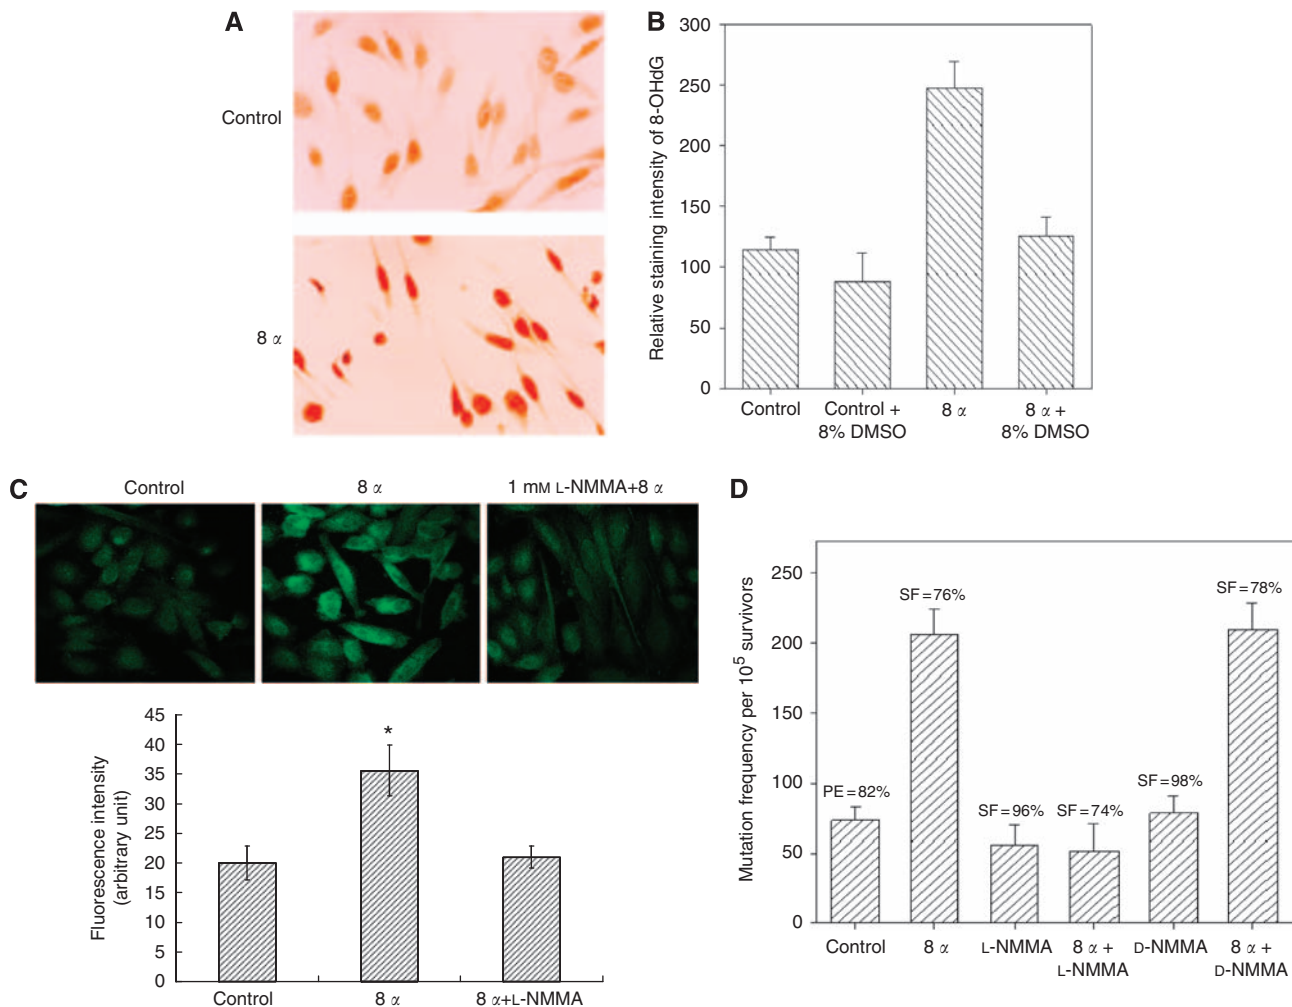 A
Control
8 α
B
Relative staining intensity of 8-OHdG
300
250
200
150
100
50
0
Control
Control +
8% DMSO
8 α
8 α +
8% DMSO
C
Control
8 α
1 mM L-NMMA+8 α
Fluorescence intensity
(arbitrary unit)
45
40
35
30
25
20
15
10
5
0
*
Control
8 α
8 α+L-NMMA
D
Mutation frequency per 10⁵ survivors
250
200
150
100
50
0
PE=82%
SF=76%
SF=96%
SF=74%
SF=98%
SF=78%
Control
8 α
L-NMMA
8 α +
L-NMMA
D-NMMA
8 α +
D-NMMA